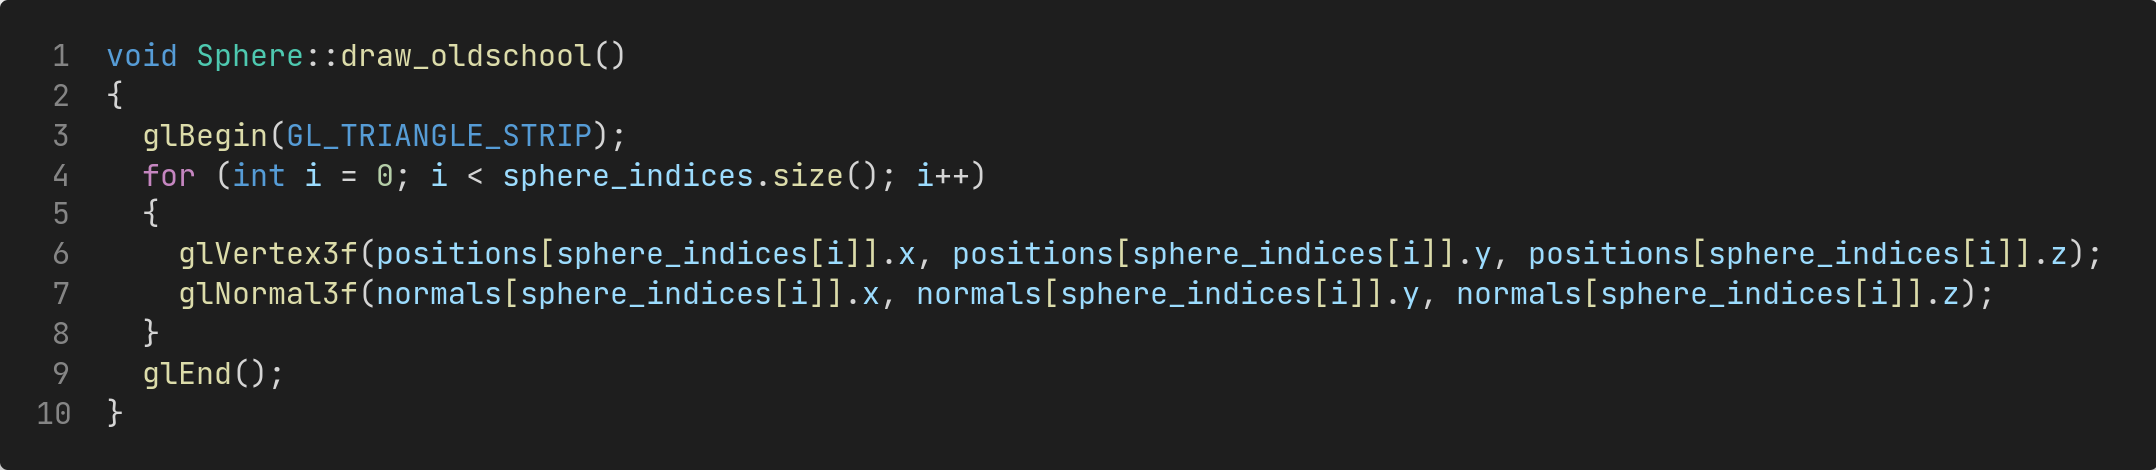 1 void Sphere::draw_oldschool()
2 {
3   glBegin(GL_TRIANGLE_STRIP);
4   for (int i = 0; i < sphere_indices.size(); i++)
5   {
6     glVertex3f(positions[sphere_indices[i]].x, positions[sphere_indices[i]].y, positions[sphere_indices[i]].z);
7     glNormal3f(normals[sphere_indices[i]].x, normals[sphere_indices[i]].y, normals[sphere_indices[i]].z);
8   }
9   glEnd();
10 }